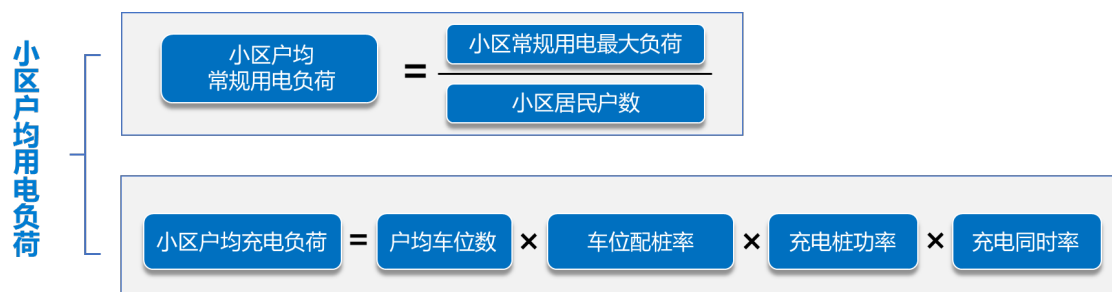 小区户均用电负荷
小区户均
常规用电负荷
=
小区常规用电最大负荷
小区居民户数
小区户均充电负荷 = 户均车位数 × 车位配桩率 × 充电桩功率 × 充电同时率